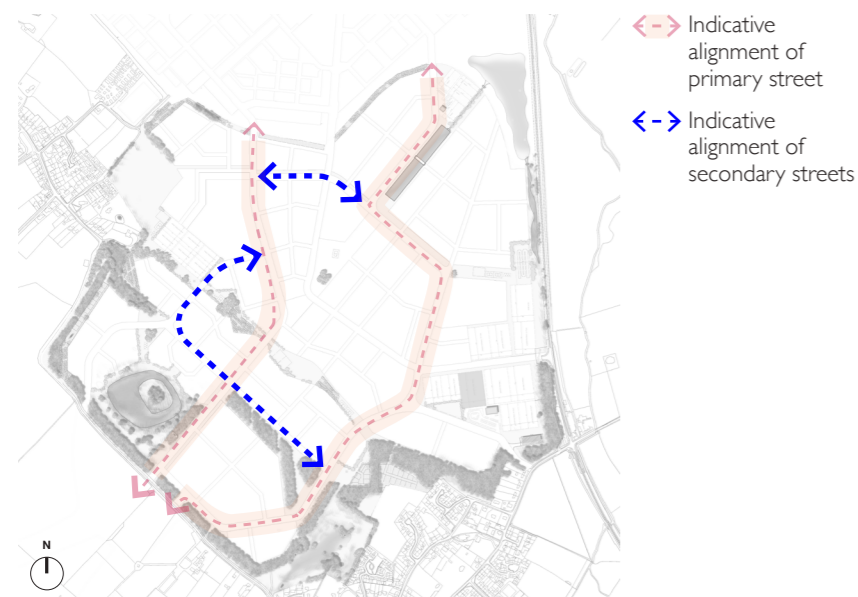 Indicative
alignment of
primary street
Indicative
alignment of
secondary streets
N